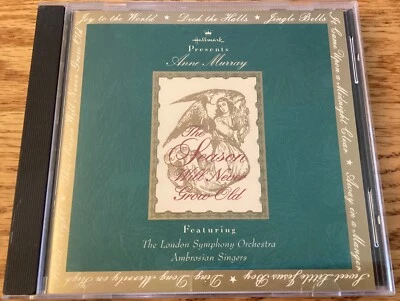 Joy to the World ★ Deck the Halls ★ Jingle Bells
It Came Upon a Midnight Clear ★ Away in a Manger
Sweet Little Jesus Boy ★ Ding Dong Merrily on High
Hallmark
Presents
Anne Murray
The
Season
Will Never
Grow Old
Featuring
The London Symphony Orchestra
Ambrosian Singers